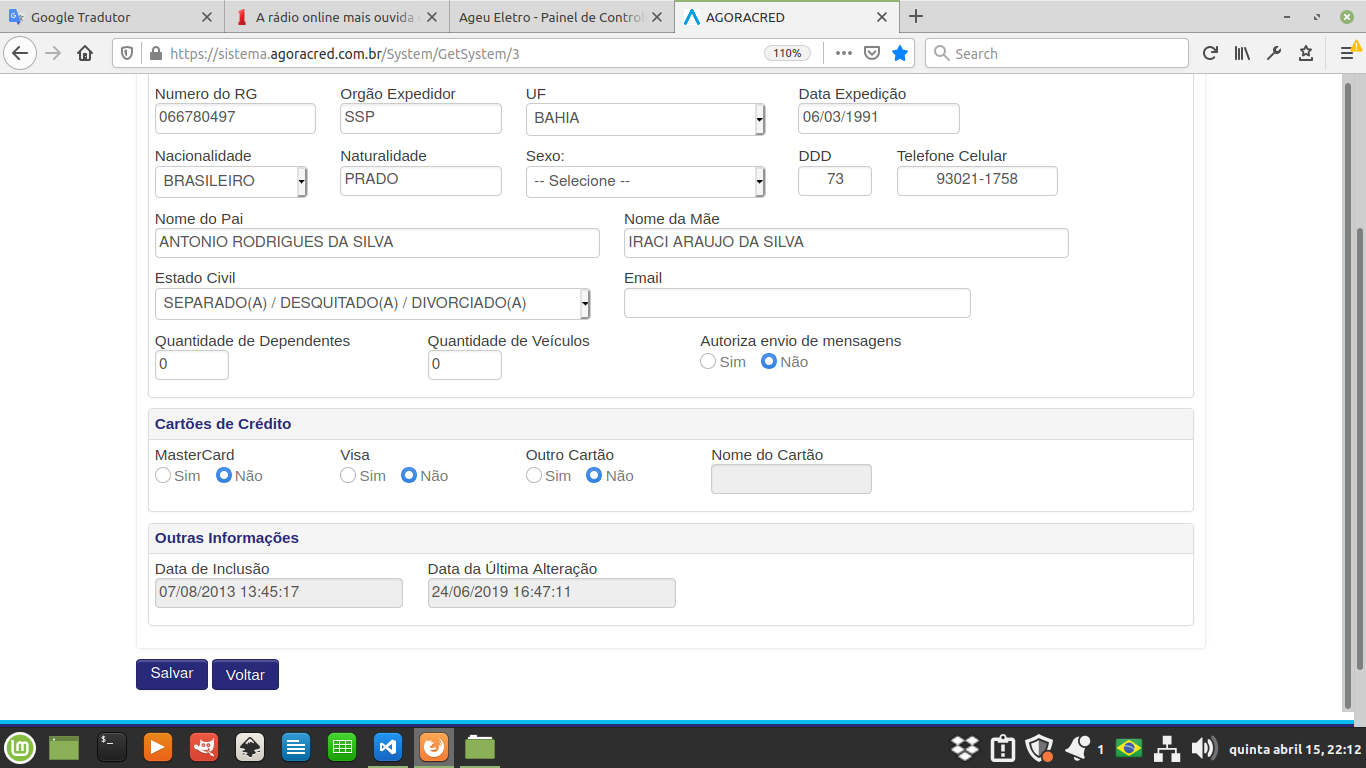 Google Tradutor
A rádio online mais ouvida
Ageu Eletro - Painel de Control
AGORACRED
https://sistema.agoracred.com.br/System/GetSystem/3
110%
Search
Numero do RG Orgão Expedidor UF Data Expedição
066780497 SSP BAHIA 06/03/1991
Nacionalidade Naturalidade Sexo: DDD Telefone Celular
BRASILEIRO PRADO -- Selecione -- 73 93021-1758
Nome do Pai Nome da Mãe
ANTONIO RODRIGUES DA SILVA IRACI ARAUJO DA SILVA
Estado Civil Email
SEPARADO(A) / DESQUITADO(A) / DIVORCIADO(A)
Quantidade de Dependentes Quantidade de Veículos Autoriza envio de mensagens
0 0 Sim Não
Cartões de Crédito
MasterCard Visa Outro Cartão Nome do Cartão
Sim Não Sim Não Sim Não
Outras Informações
Data de Inclusão Data da Última Alteração
07/08/2013 13:45:17 24/06/2019 16:47:11
Salvar Voltar
1 quinta abril 15, 22:12